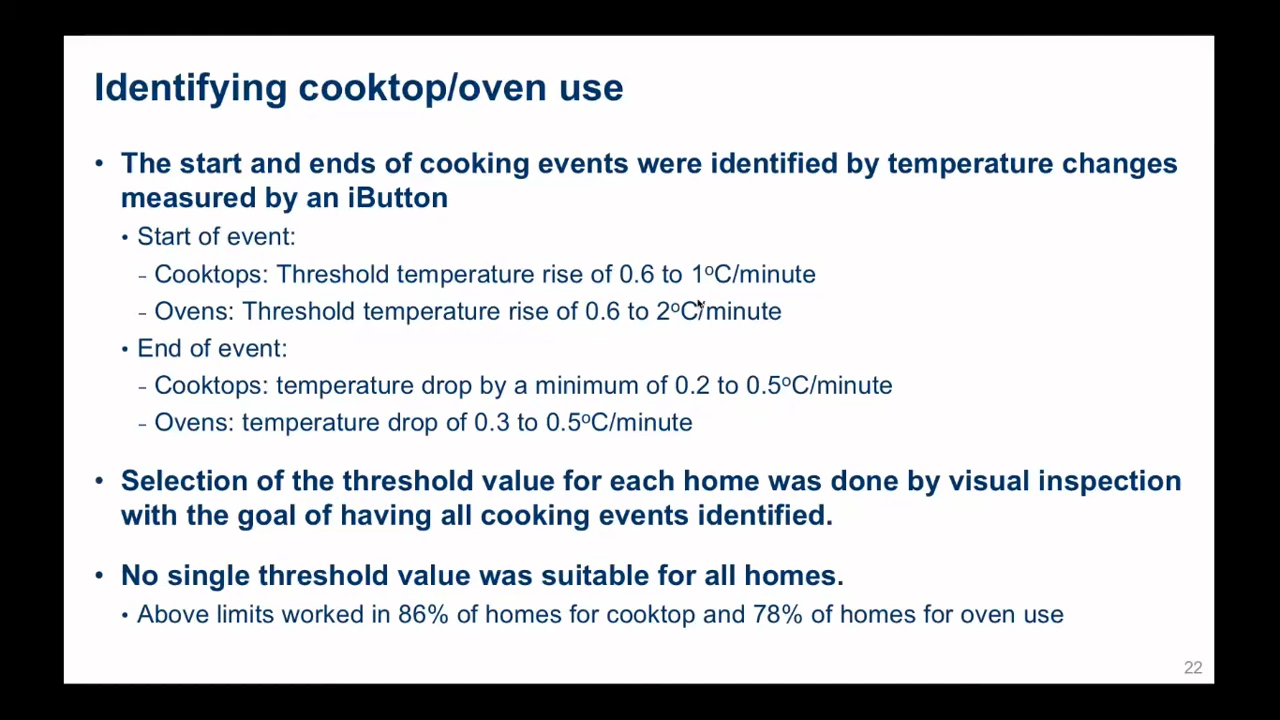 Identifying cooktop/oven use
• The start and ends of cooking events were identified by temperature changes
measured by an iButton
• Start of event:
- Cooktops: Threshold temperature rise of 0.6 to 1ºC/minute
- Ovens: Threshold temperature rise of 0.6 to 2ºC/minute
• End of event:
- Cooktops: temperature drop by a minimum of 0.2 to 0.5ºC/minute
- Ovens: temperature drop of 0.3 to 0.5ºC/minute
• Selection of the threshold value for each home was done by visual inspection
with the goal of having all cooking events identified.
• No single threshold value was suitable for all homes.
• Above limits worked in 86% of homes for cooktop and 78% of homes for oven use
22